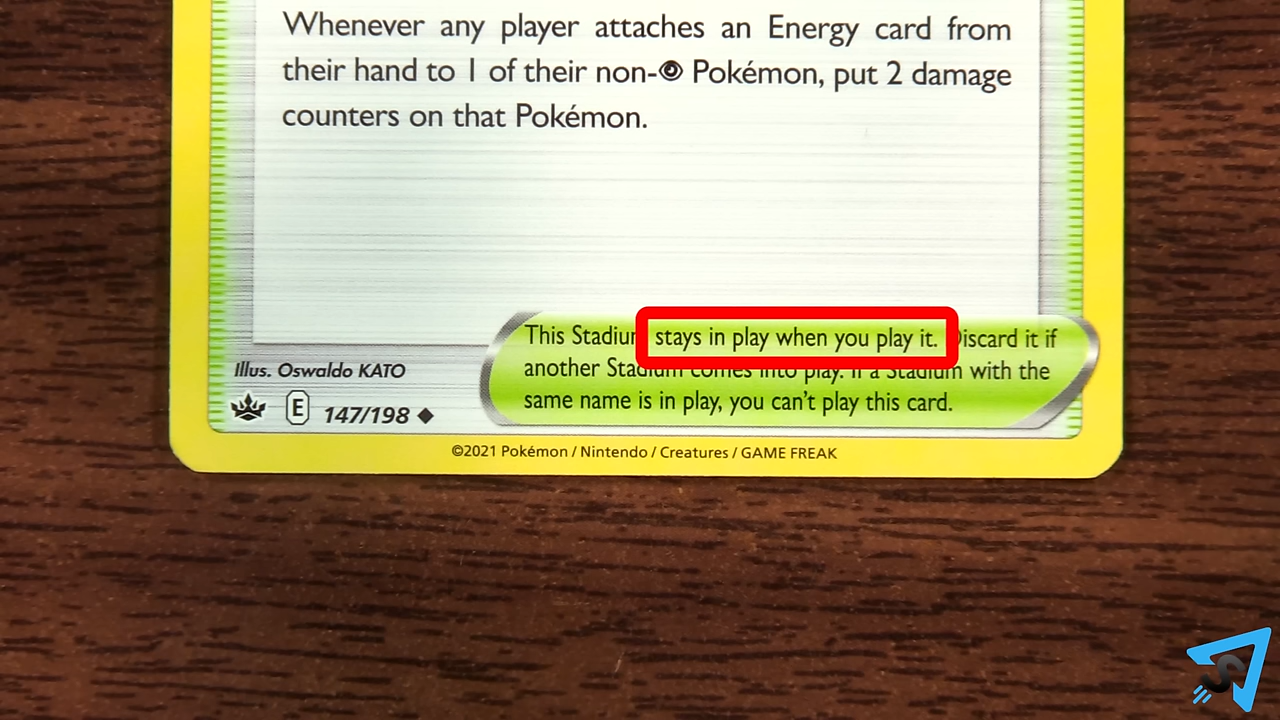 Whenever any player attaches an Energy card from
their hand to 1 of their non- Pokémon, put 2 damage
counters on that Pokémon.
This Stadium stays in play when you play it. Discard it if
another Stadium comes into play. If a Stadium with the
same name is in play, you can't play this card.
Illus. Oswaldo KATO
E 147/198
©2021 Pokémon / Nintendo / Creatures / GAME FREAK
S